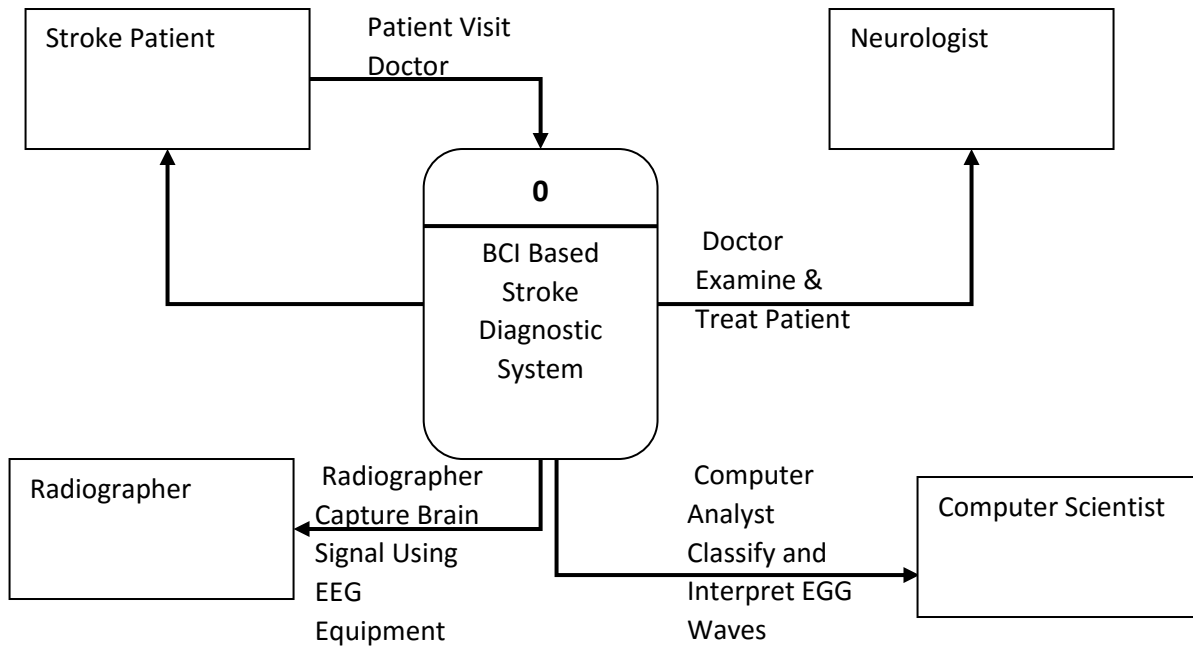 Stroke Patient
Patient Visit
Doctor
Neurologist
0
BCI Based
Stroke
Diagnostic
System
Doctor
Examine &
Treat Patient
Radiographer
Radiographer
Capture Brain
Signal Using
EEG
Equipment
Computer
Analyst
Classify and
Interpret EGG
Waves
Computer Scientist